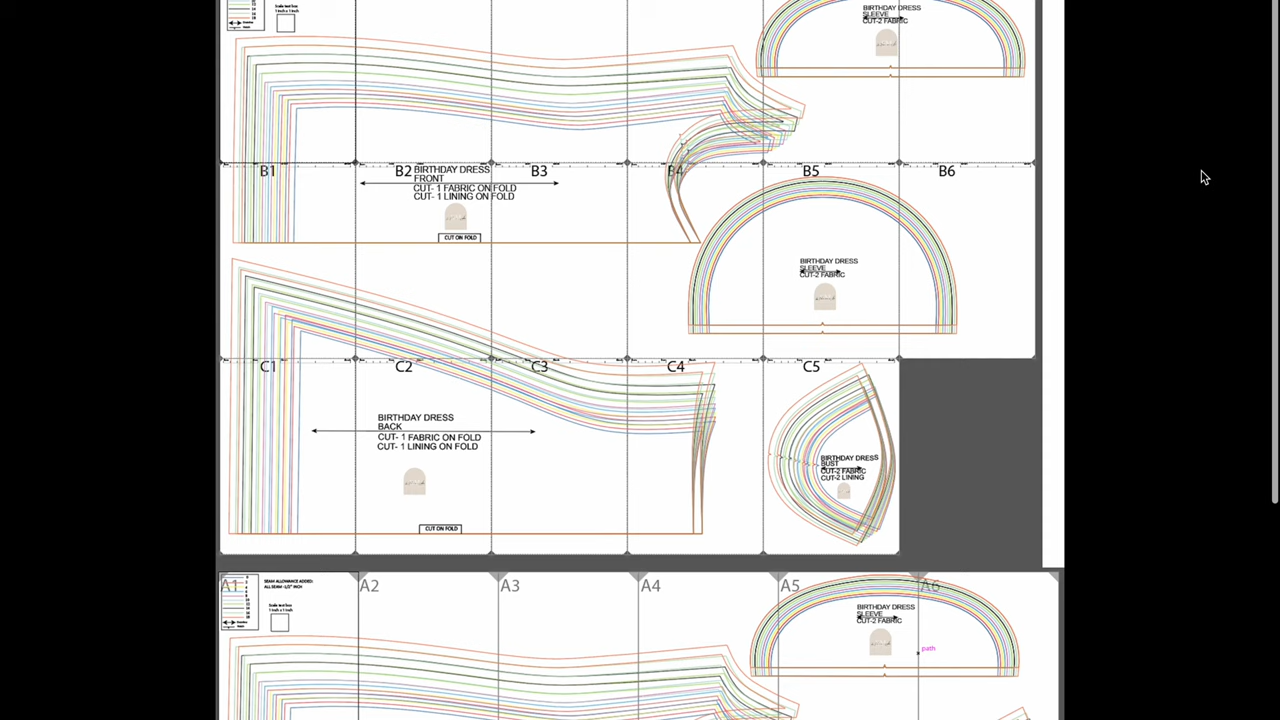 BIRTHDAY DRESS
SLEEVE
CUT-2 FABRIC
B1
B2
B3
B4
B5
B6
BIRTHDAY DRESS
FRONT
CUT- 1 FABRIC ON FOLD
CUT- 1 LINING ON FOLD
CUT ON FOLD
BIRTHDAY DRESS
SLEEVE
CUT-2 FABRIC
C1
C2
C3
C4
C5
BIRTHDAY DRESS
BACK
CUT- 1 FABRIC ON FOLD
CUT- 1 LINING ON FOLD
CUT ON FOLD
BIRTHDAY DRESS
BUST
CUT-2 FABRIC
CUT-2 LINING
A1
A2
A3
A4
A5
A6
SEAM ALLOWANCE ADDED:
BIRTHDAY DRESS
SLEEVE
CUT-2 FABRIC
path